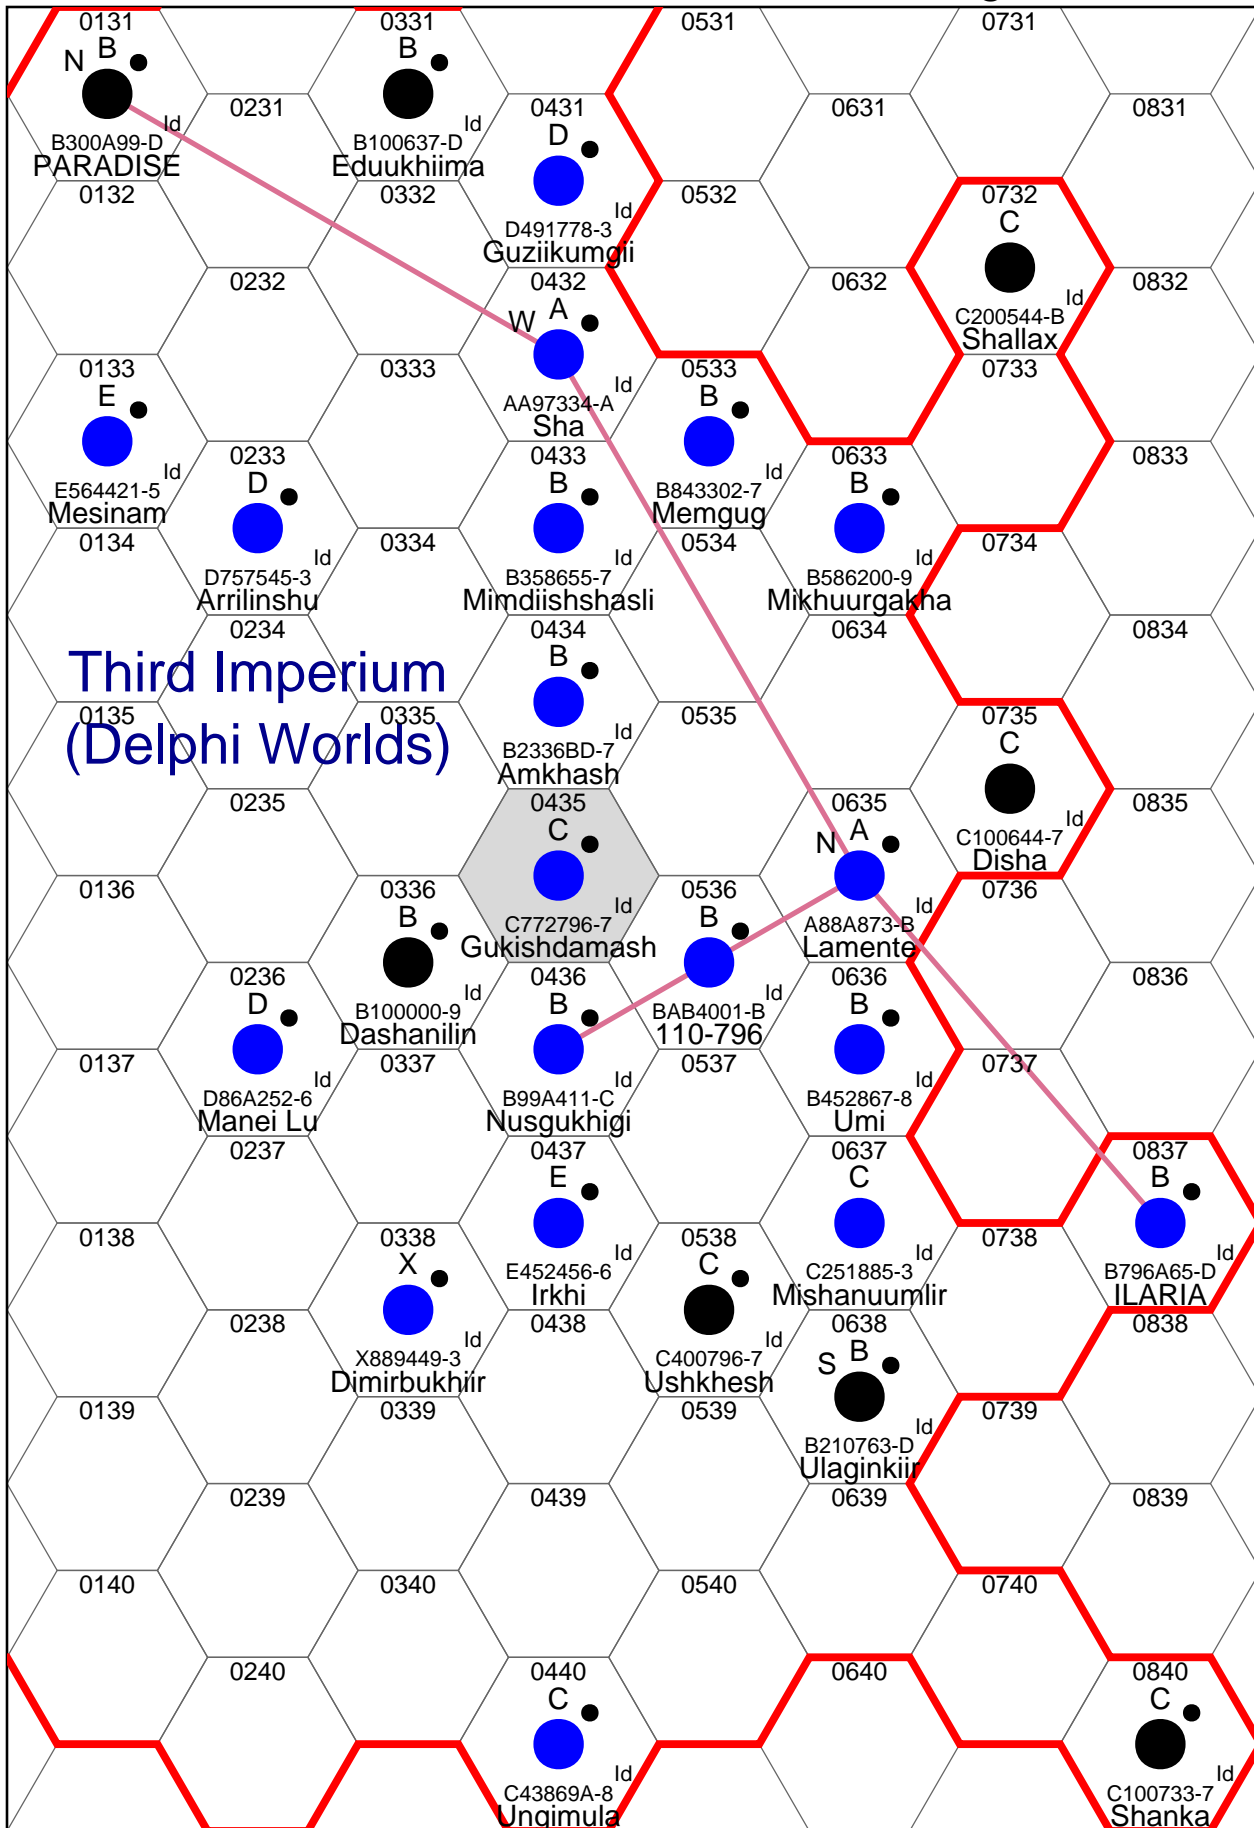 0131
B
N
Id
B300A99-D
PARADISE
0331
B
Id
B100637-D
Eduukhiima
0531
0731
0231
0431
D
Id
D491778-3
Guziikumgii
0631
0831
0132
0332
0532
0732
C
Id
C200544-B
Shallax
0232
0432
W A
Id
AA97334-A
Sha
0632
0832
0133
E
Id
E564421-5
Mesinam
0333
0533
B
Id
B843302-7
Memgug
0733
0233
D
Id
D757545-3
Arrilinshu
0433
B
Id
B358655-7
Mimdiishshasli
0633
B
Id
B586200-9
Mikhuurgakha
0833
0134
0334
0534
0734
0234
0434
B
Id
B2336BD-7
Amkhash
0634
0834
Third Imperium
(Delphi Worlds)
0135
0335
0535
0735
C
Id
C100644-7
Disha
0235
0435
C
Id
C772796-7
Gukishdamash
0635
N A
Id
A88A873-B
Lamente
0835
0136
0336
B
Id
B100000-9
Dashanilin
0536
B
Id
BAB4001-B
110-796
0736
0236
D
Id
D86A252-6
Manei Lu
0436
B
Id
B99A411-C
Nusgukhigi
0636
B
Id
B452867-8
Umi
0836
0137
0337
0537
0737
0237
0437
E
Id
E452456-6
Irkhi
0637
C
Id
C251885-3
Mishanuumlir
0837
B
Id
B796A65-D
ILARIA
0138
0338
X
Id
X889449-3
Dimirbukhiir
0538
C
Id
C400796-7
Ushkhesh
0738
0238
0438
0638
S B
Id
B210763-D
Ulaginkiir
0838
0139
0339
0539
0739
0239
0439
0639
0839
0140
0340
0540
0740
0240
0440
C
Id
C43869A-8
Ungimula
0640
0840
C
Id
C100733-7
Shanka